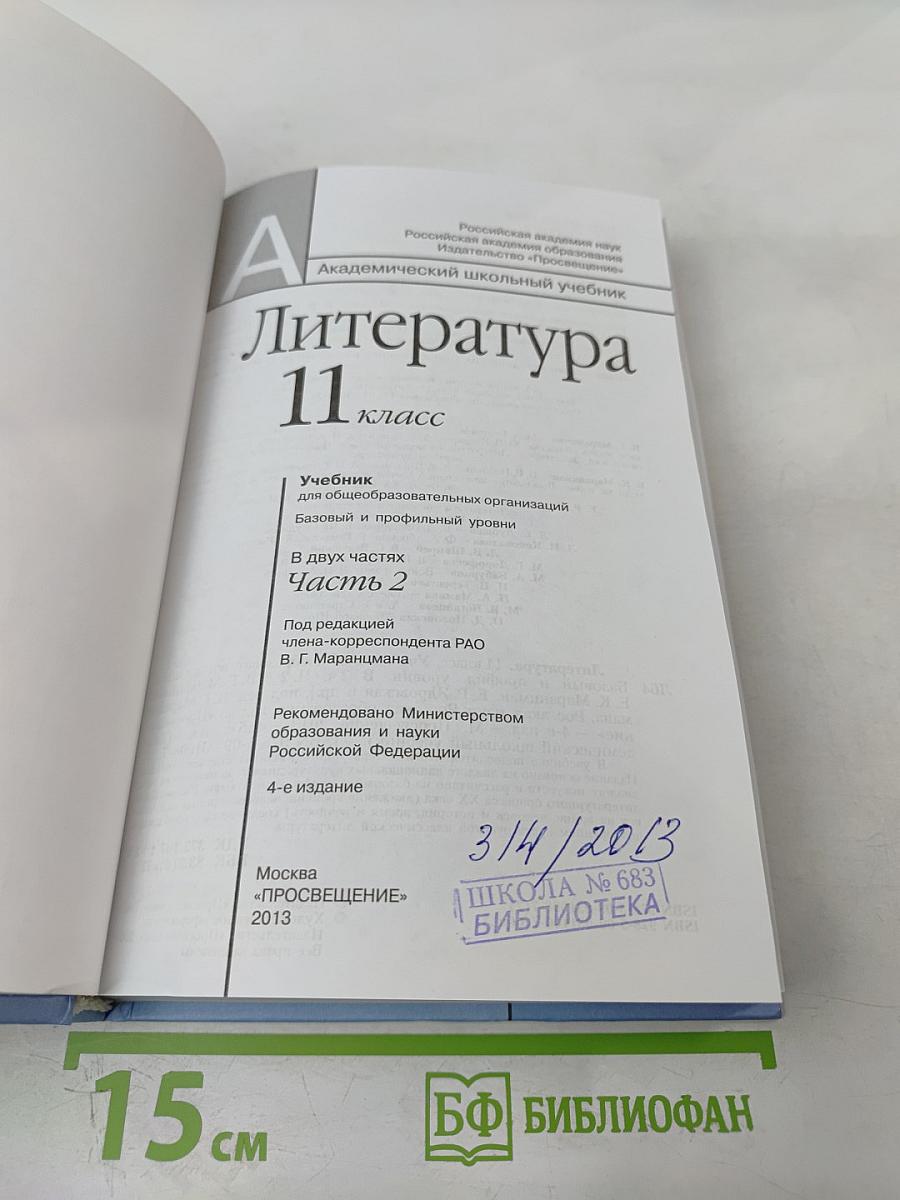 А
Российская академия наук
Российская академия образования
Издательство «Просвещение»
Академический школьный учебник
Литература
11 класс
Учебник
для общеобразовательных организаций
Базовый и профильный уровни
В двух частях
Часть 2
Под редакцией
члена-корреспондента РАО
В. Г. Маранцмана
Рекомендовано Министерством
образования и науки
Российской Федерации
4-е издание
314/2013
Москва
«ПРОСВЕЩЕНИЕ»
2013
ШКОЛА № 683
БИБЛИОТЕКА
15 см
БФ БИБЛИОФАН